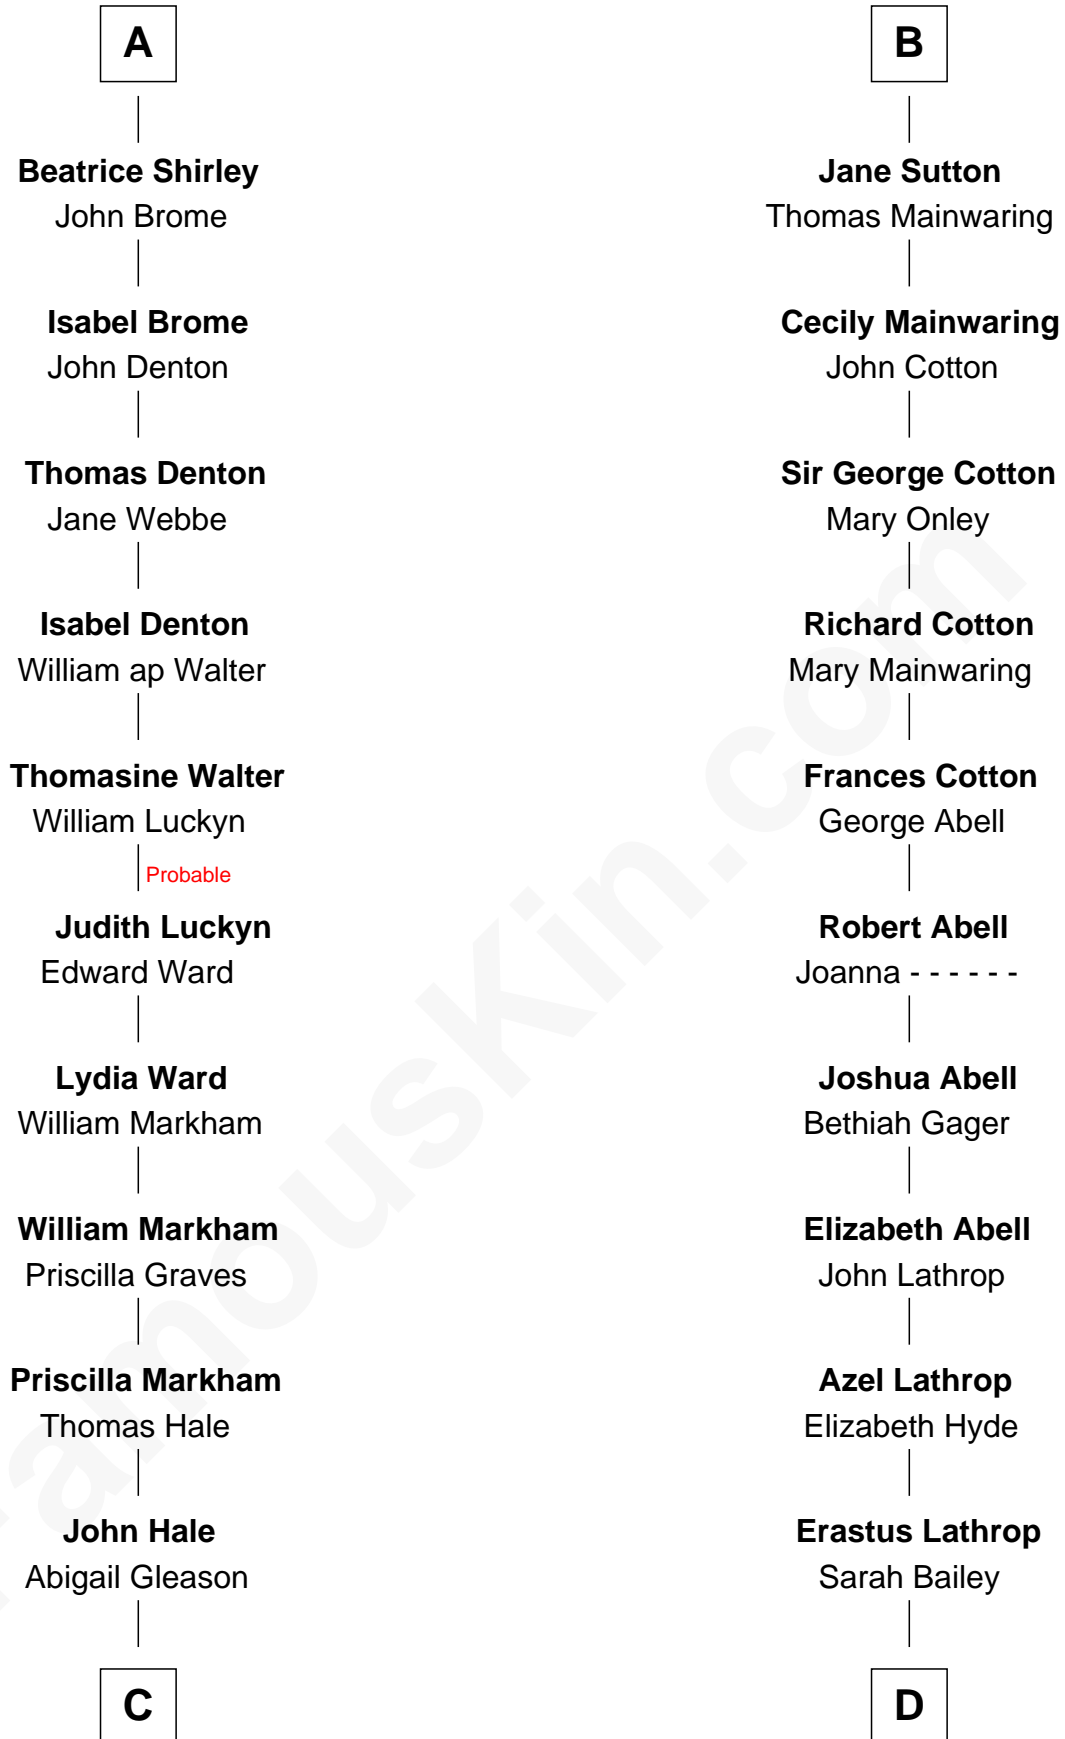 A
Beatrice Shirley
John Brome
Isabel Brome
John Denton
Thomas Denton
Jane Webbe
Isabel Denton
William ap Walter
Thomasine Walter
William Luckyn
Probable
Judith Luckyn
Edward Ward
Lydia Ward
William Markham
William Markham
Priscilla Graves
Priscilla Markham
Thomas Hale
John Hale
Abigail Gleason
C
B
Jane Sutton
Thomas Mainwaring
Cecily Mainwaring
John Cotton
Sir George Cotton
Mary Onley
Richard Cotton
Mary Mainwaring
Frances Cotton
George Abell
Robert Abell
Joanna - - - - - -
Joshua Abell
Bethiah Gager
Elizabeth Abell
John Lathrop
Azel Lathrop
Elizabeth Hyde
Erastus Lathrop
Sarah Bailey
D
FamousKin.com